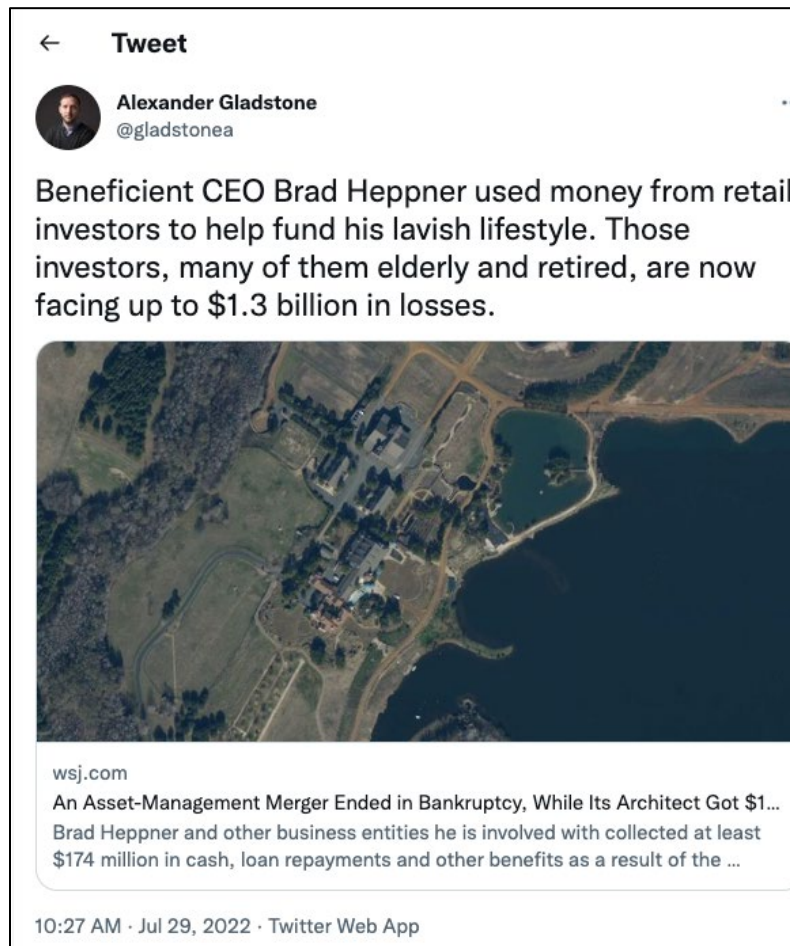 ← Tweet
Alexander Gladstone
@gladstonea
Beneficient CEO Brad Heppner used money from retail
investors to help fund his lavish lifestyle. Those
investors, many of them elderly and retired, are now
facing up to $1.3 billion in losses.
wsj.com
An Asset-Management Merger Ended in Bankruptcy, While Its Architect Got $1...
Brad Heppner and other business entities he is involved with collected at least
$174 million in cash, loan repayments and other benefits as a result of the ...
10:27 AM · Jul 29, 2022 · Twitter Web App